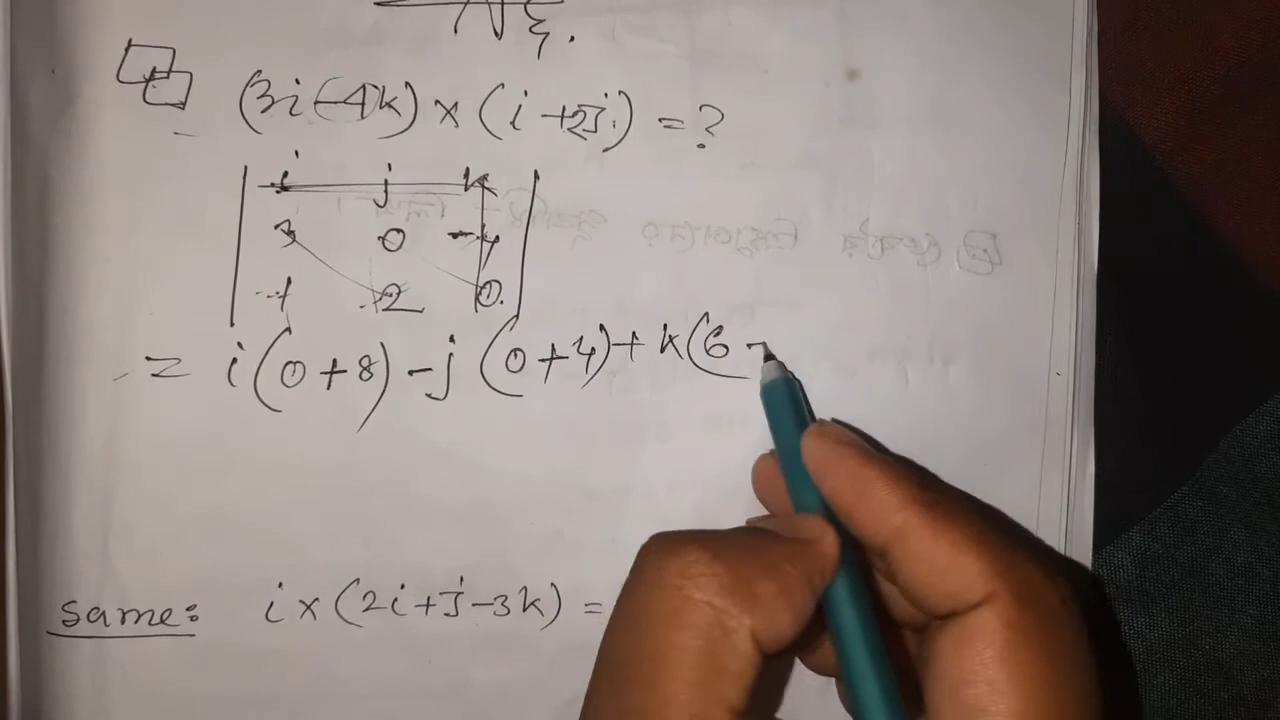 (3i-4k) × (i+2j) = ?
i j k
3 0 -4
1 2 0
= i (0+8) - j (0+4) + k(6 -
same: i × (2i+j-3k) =